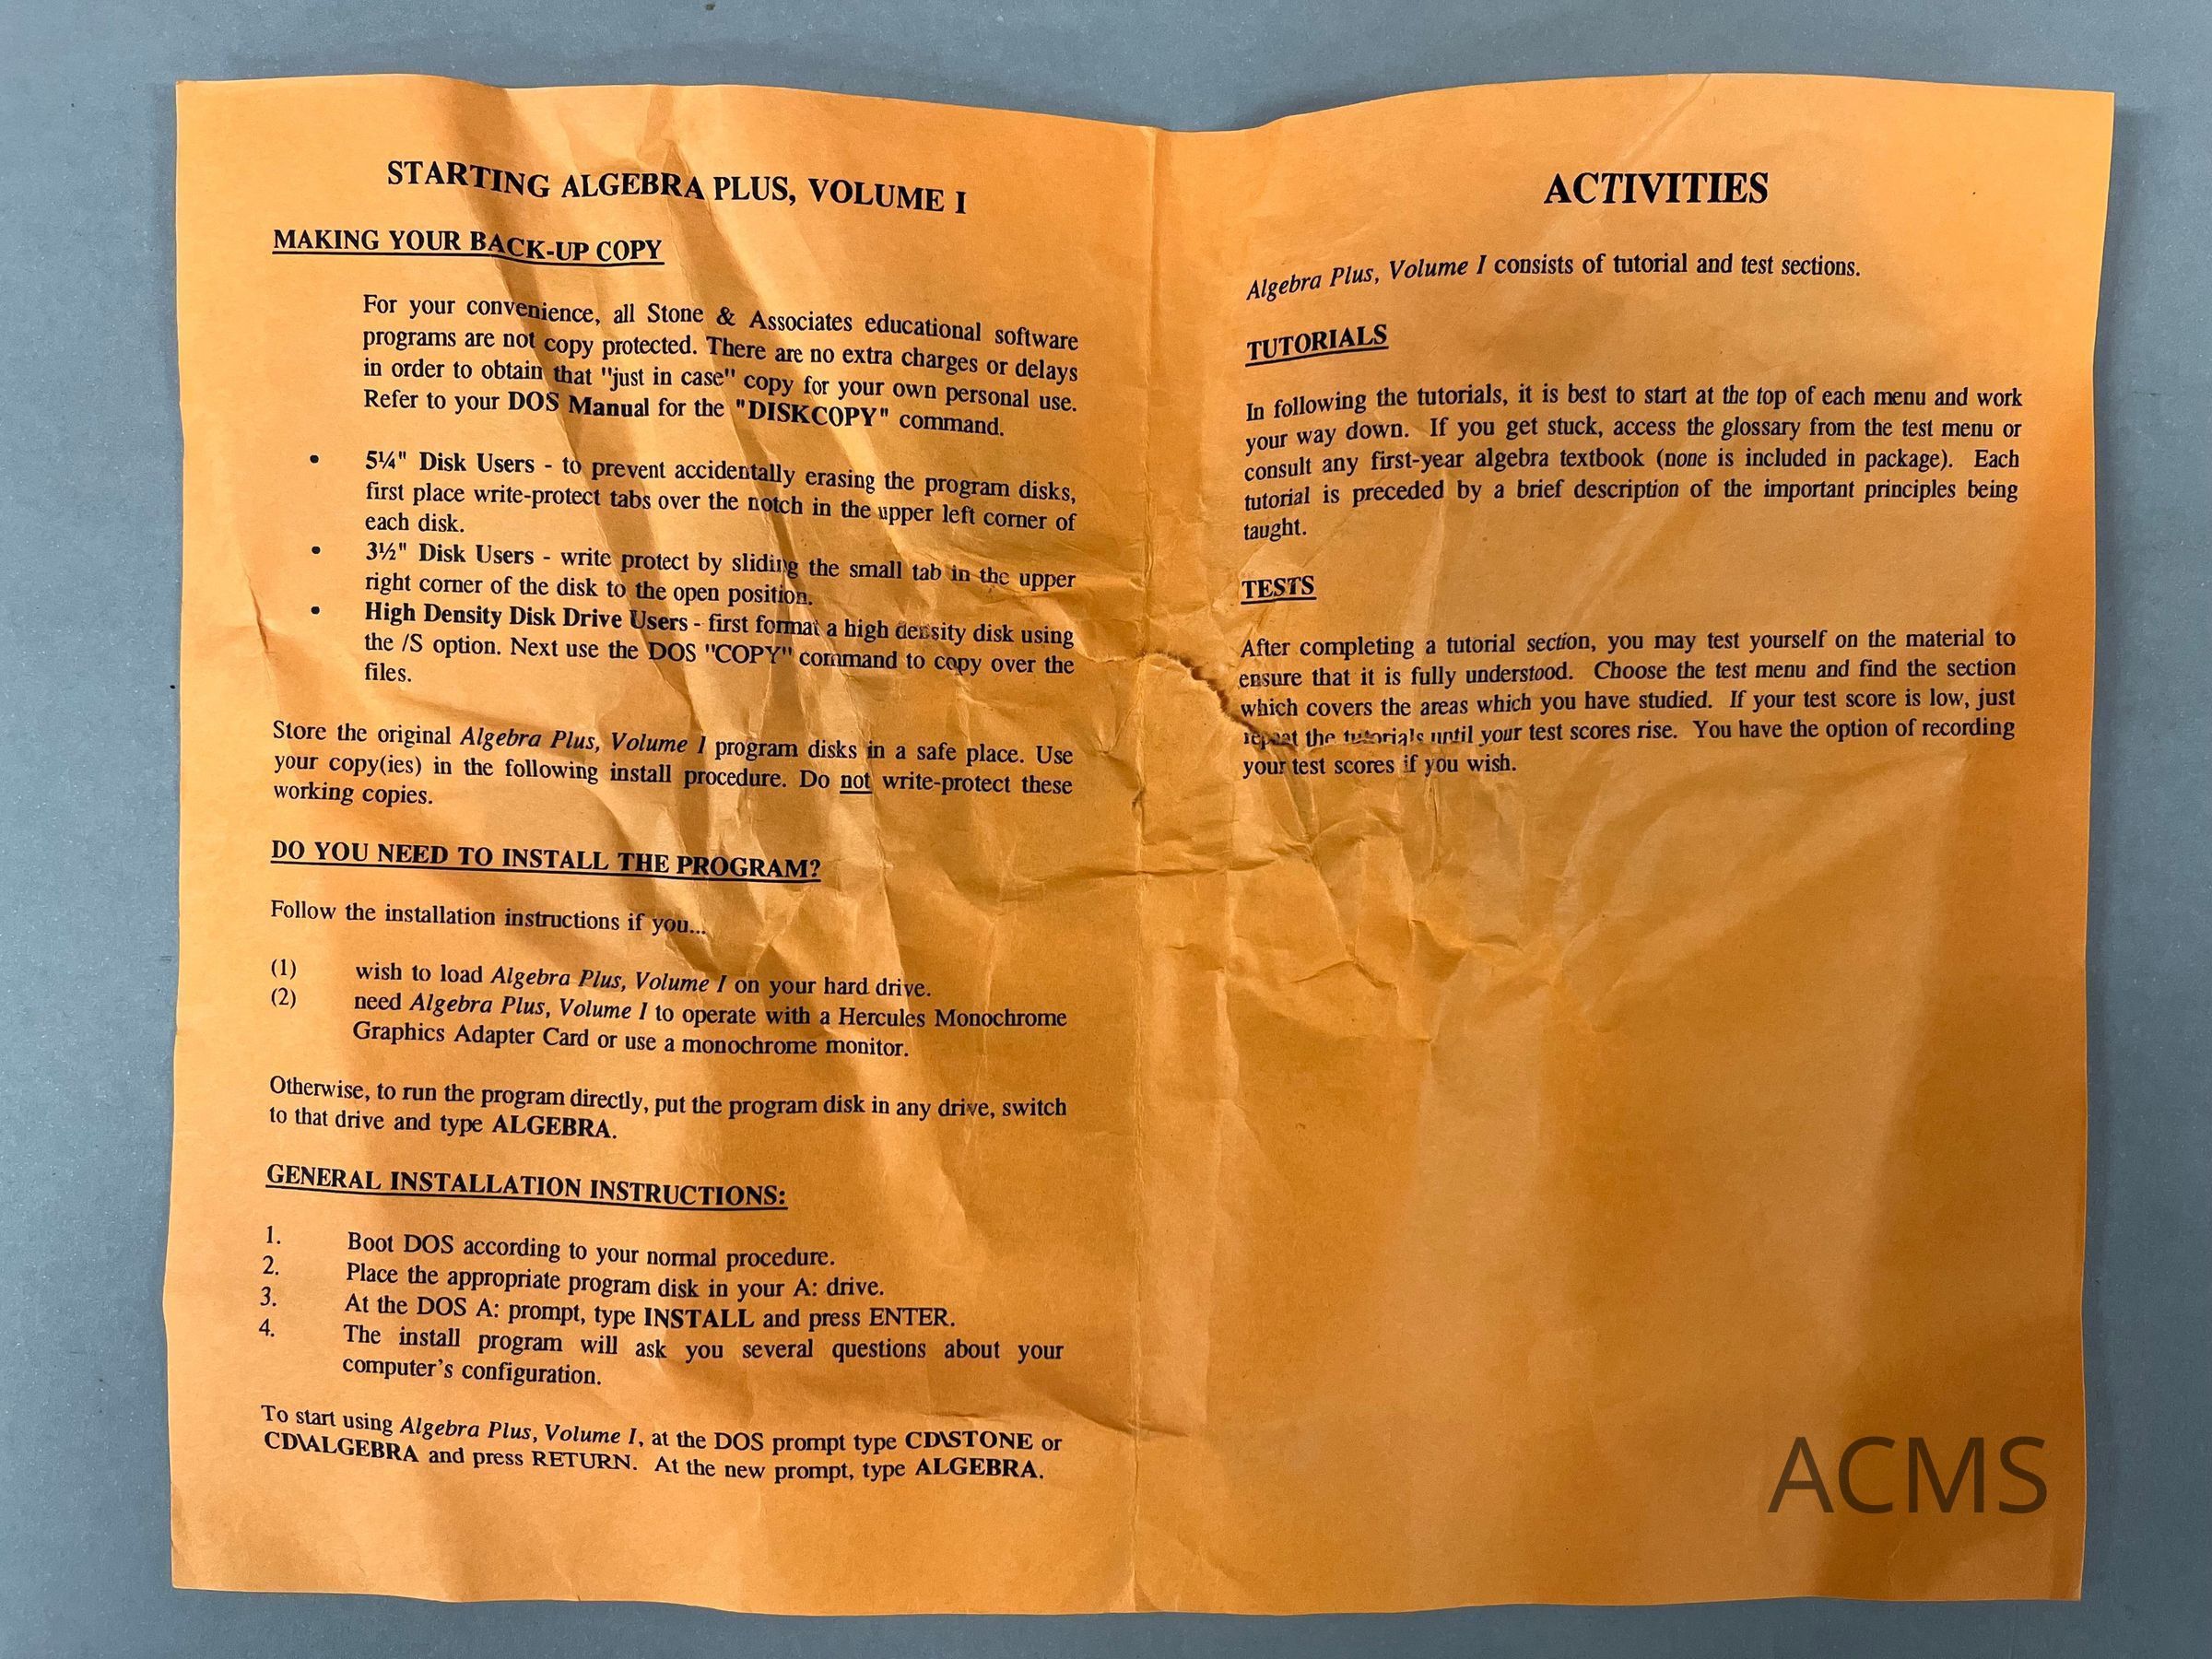 STARTING ALGEBRA PLUS, VOLUME I
MAKING YOUR BACK-UP COPY
For your convenience, all Stone & Associates educational software
programs are not copy protected. There are no extra charges or delays
in order to obtain that "just in case" copy for your own personal use.
Refer to your DOS Manual for the "DISKCOPY" command.
• 5¼" Disk Users - to prevent accidentally erasing the program disks,
first place write-protect tabs over the notch in the upper left corner of
each disk.
• 3½" Disk Users - write protect by sliding the small tab in the upper
right corner of the disk to the open position.
• High Density Disk Drive Users - first format a high density disk using
the /S option. Next use the DOS "COPY" command to copy over the
files.
Store the original Algebra Plus, Volume I program disks in a safe place. Use
your copy(ies) in the following install procedure. Do not write-protect these
working copies.
DO YOU NEED TO INSTALL THE PROGRAM?
Follow the installation instructions if you...
(1) wish to load Algebra Plus, Volume I on your hard drive.
(2) need Algebra Plus, Volume I to operate with a Hercules Monochrome
Graphics Adapter Card or use a monochrome monitor.
Otherwise, to run the program directly, put the program disk in any drive, switch
to that drive and type ALGEBRA.
GENERAL INSTALLATION INSTRUCTIONS:
1. Boot DOS according to your normal procedure.
2. Place the appropriate program disk in your A: drive.
3. At the DOS A: prompt, type INSTALL and press ENTER.
4. The install program will ask you several questions about your
computer's configuration.
To start using Algebra Plus, Volume I, at the DOS prompt type CD\STONE or
CD\ALGEBRA and press RETURN. At the new prompt, type ALGEBRA.
ACTIVITIES
Algebra Plus, Volume I consists of tutorial and test sections.
TUTORIALS
In following the tutorials, it is best to start at the top of each menu and work
your way down. If you get stuck, access the glossary from the test menu or
consult any first-year algebra textbook (none is included in package). Each
tutorial is preceded by a brief description of the important principles being
taught.
TESTS
After completing a tutorial section, you may test yourself on the material to
ensure that it is fully understood. Choose the test menu and find the section
which covers the areas which you have studied. If your test score is low, just
repeat the tutorials until your test scores rise. You have the option of recording
your test scores if you wish.
ACMS